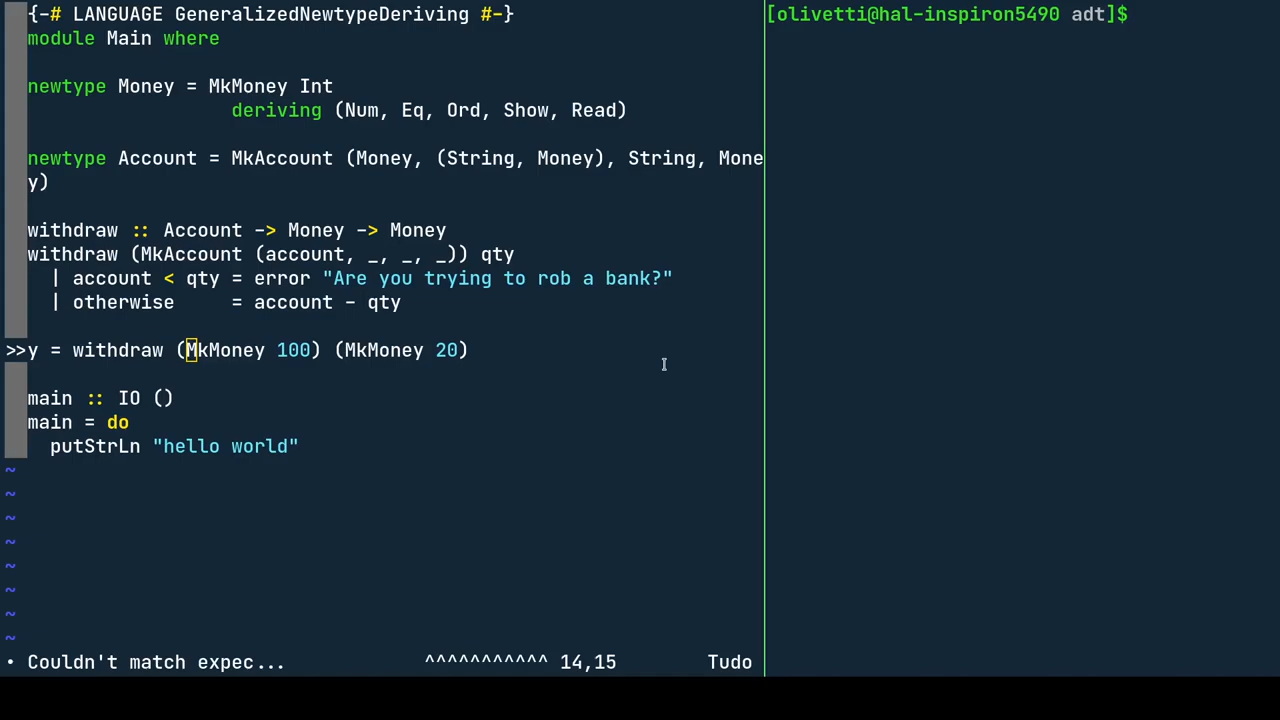 {-# LANGUAGE GeneralizedNewtypeDeriving #-}
module Main where
newtype Money = MkMoney Int
deriving (Num, Eq, Ord, Show, Read)
newtype Account = MkAccount (Money, (String, Money), String, Mone
y)
withdraw :: Account -> Money -> Money
withdraw (MkAccount (account, _, _, _)) qty
| account < qty = error "Are you trying to rob a bank?"
| otherwise     = account - qty
>>y = withdraw (MkMoney 100) (MkMoney 20)
main :: IO ()
main = do
putStrLn "hello world"
~
~
~
~
~
~
~
~
• Couldn't match expec... ^^^^^^^^^^^ 14,15 Tudo
[olivetti@hal-inspiron5490 adt]$